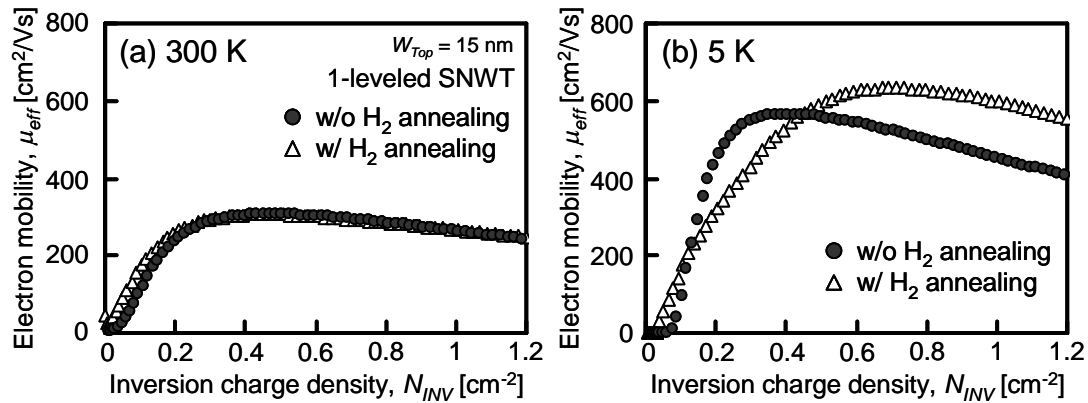 Electron mobility, μeff [cm²/Vs]
800
600
400
200
0
(a) 300 K
WTop = 15 nm
1-leveled SNWT
w/o H₂ annealing
w/ H₂ annealing
0 0.2 0.4 0.6 0.8 1 1.2
Inversion charge density, NINV [cm⁻²]
Electron mobility, μeff [cm²/Vs]
800
600
400
200
0
(b) 5 K
w/o H₂ annealing
w/ H₂ annealing
0 0.2 0.4 0.6 0.8 1 1.2
Inversion charge density, NINV [cm⁻²]